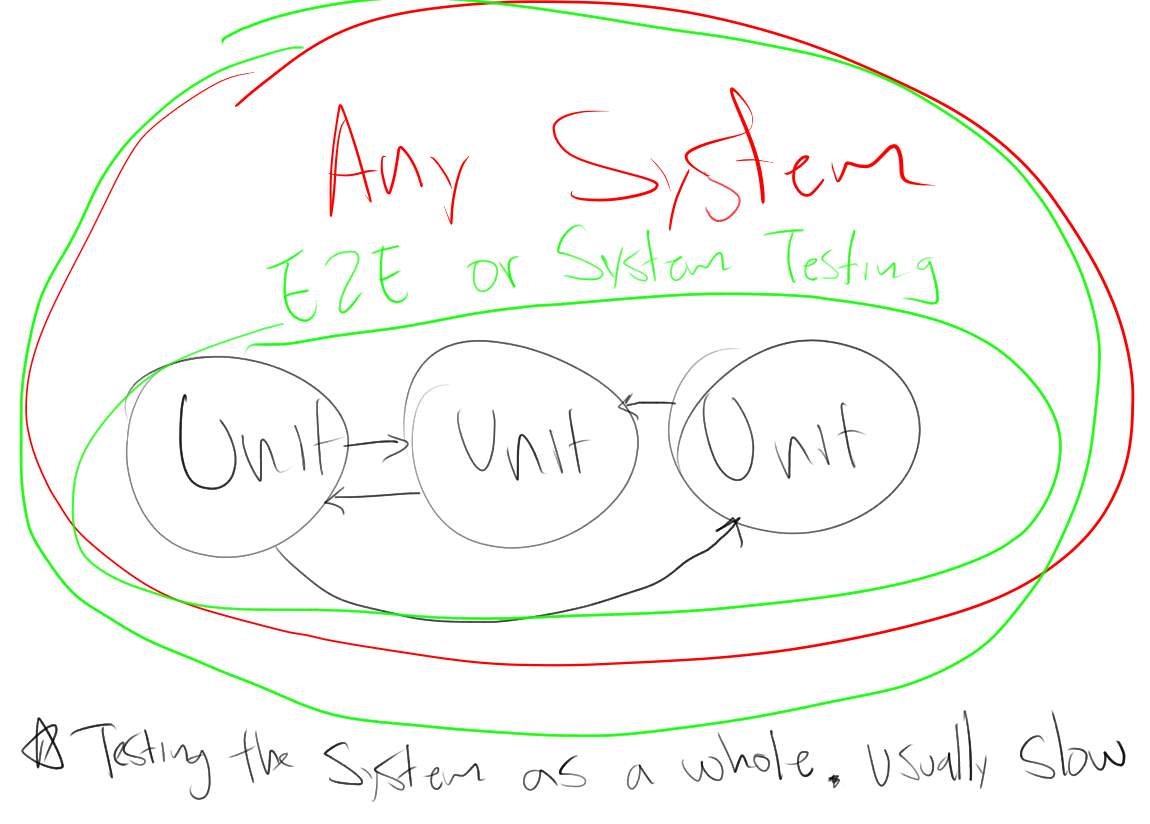 Any System
E2E or System Testing
Unit Unit Unit
Testing the System as a whole. Usually slow